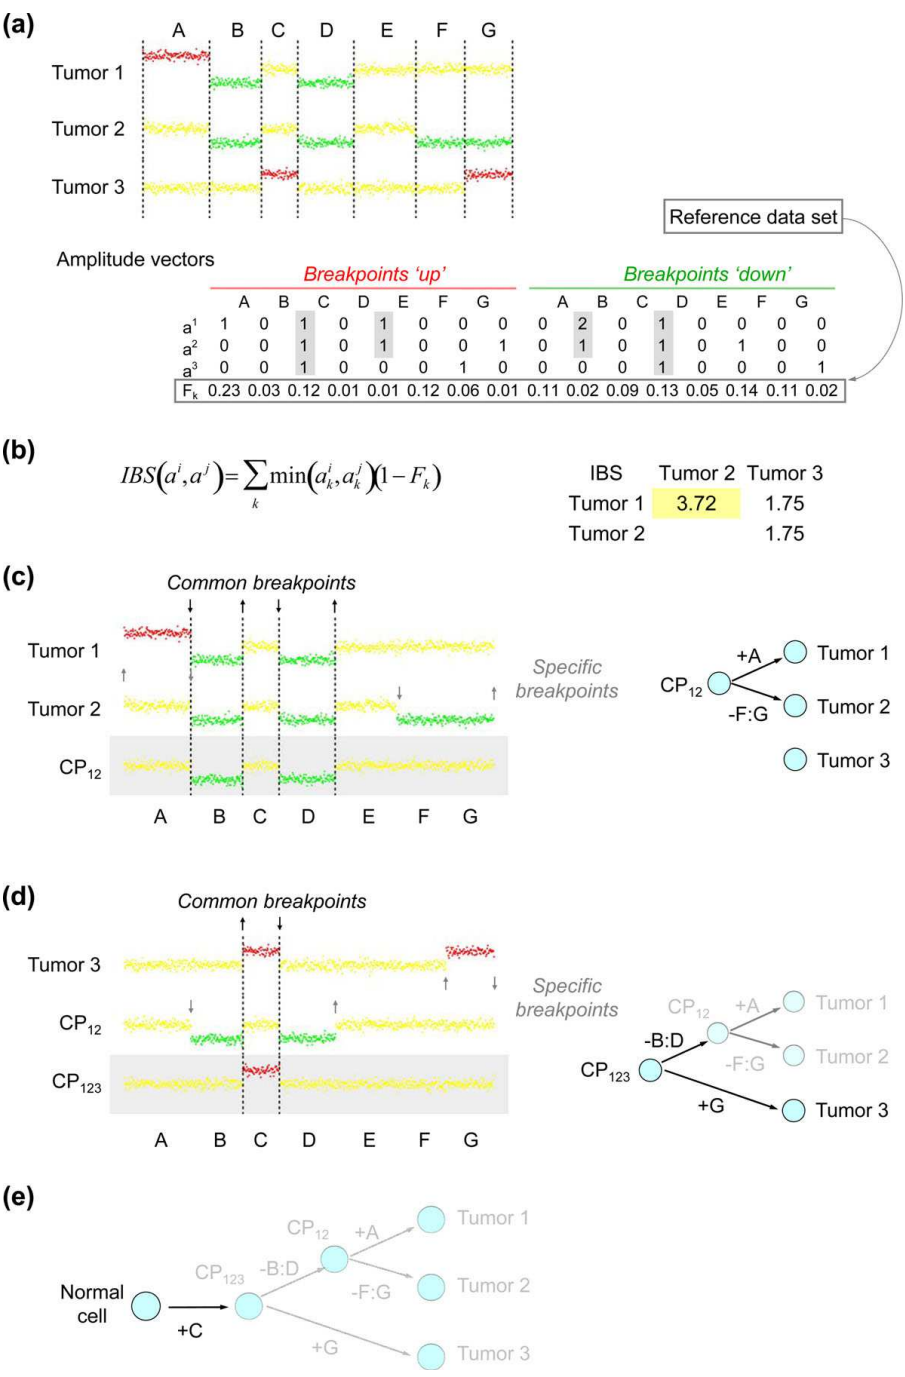 (a)
A B C D E F G
Tumor 1
Tumor 2
Tumor 3
Reference data set
Amplitude vectors
Breakpoints ‘up’ Breakpoints ‘down’
A B C D E F G A B C D E F G
a1 1 0 1 0 1 0 0 0 0 2 0 1 0 0 0 0
a2 0 0 1 0 1 0 0 1 0 1 0 1 0 1 0 0
a3 0 0 1 0 0 0 1 0 0 0 0 1 0 0 0 1
Fk 0.23 0.03 0.12 0.01 0.01 0.12 0.06 0.01 0.11 0.02 0.09 0.13 0.05 0.14 0.11 0.02
(b)
IBS(a^i, a^j) = ∑_k min(a_k^i, a_k^j)(1 − F_k)
IBS Tumor 2 Tumor 3
Tumor 1 3.72 1.75
Tumor 2 1.75
(c)
Common breakpoints
Tumor 1
Tumor 2
CP12
A B C D E F G
Specific
breakpoints
CP12
+A
-F:G
Tumor 1
Tumor 2
Tumor 3
(d)
Common breakpoints
Tumor 3
CP12
CP123
A B C D E F G
Specific
breakpoints
CP12 +A Tumor 1
-B:D
-F:G Tumor 2
CP123
+G Tumor 3
(e)
CP12 +A Tumor 1
CP123 -B:D
-F:G Tumor 2
Normal
cell
+C
+G Tumor 3